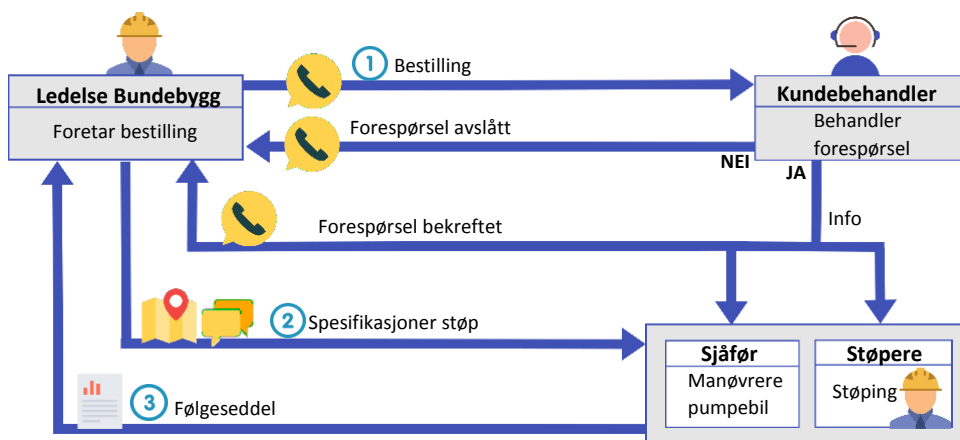 1 Bestilling
Ledelse Bundebygg
Foretar bestilling
Kundebehandler
Behandler
forespørsel
Forespørsel avslått
NEI
JA
Info
Forespørsel bekreftet
2 Spesifikasjoner støp
Sjåfør
Manøvrere
pumpebil
Støpere
Støping
3 Følgeseddel